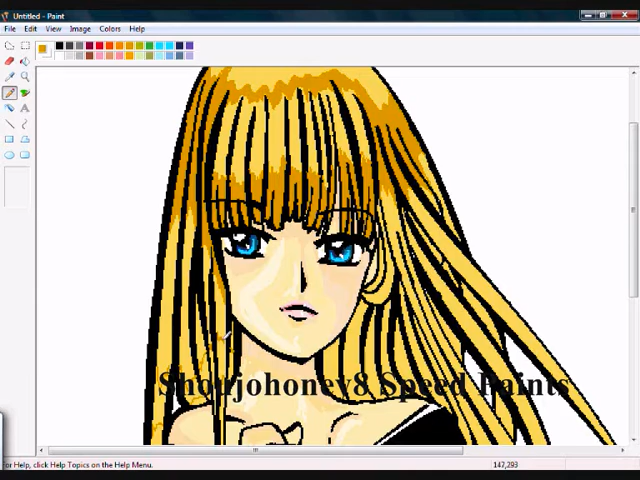 Untitled - Paint
File Edit View Image Colors Help
Shoujohoney8 Speed Paints
For Help, click Help Topics on the Help Menu.
147,293